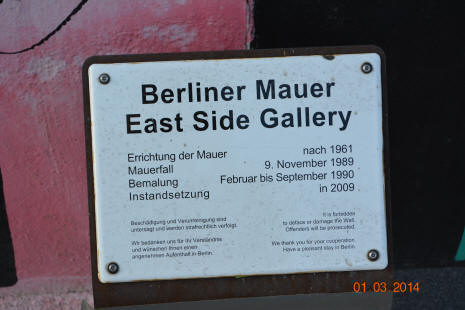 Berliner Mauer
East Side Gallery
Errichtung der Mauer nach 1961
Mauerfall 9. November 1989
Bemalung Februar bis September 1990
Instandsetzung in 2009
Beschädigung und Verunreinigung sind
untersagt und werden strafrechtlich verfolgt.
Wir bedanken uns für Ihr Verständnis
und wünschen Ihnen einen
angenehmen Aufenthalt in Berlin.
It is forbidden
to deface or damage the Wall.
Offenders will be prosecuted.
We thank you for your cooperation.
Have a pleasant stay in Berlin.
01.03.2014